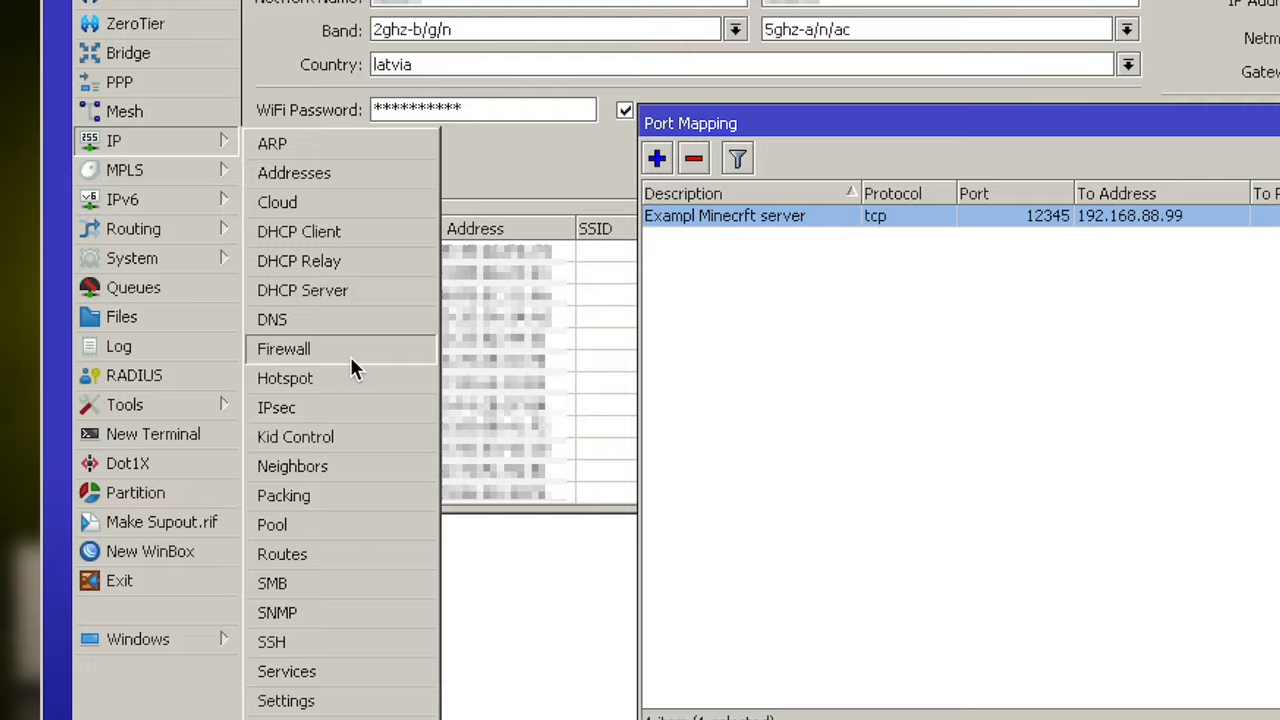 ZeroTier
Bridge
PPP
Mesh
IP
MPLS
IPv6
Routing
System
Queues
Files
Log
RADIUS
Tools
New Terminal
Dot1X
Partition
Make Supout.rif
New WinBox
Exit
Windows
255
v6
ARP
Addresses
Cloud
DHCP Client
DHCP Relay
DHCP Server
DNS
Firewall
Hotspot
IPsec
Kid Control
Neighbors
Packing
Pool
Routes
SMB
SNMP
SSH
Services
Settings
Band: 2ghz-b/g/n 5ghz-a/n/ac
Country: latvia
WiFi Password: **********
Address SSID
Netm
Gatew
Port Mapping
Description Protocol Port To Address To
Exampl Minecrft server tcp 12345 192.168.88.99